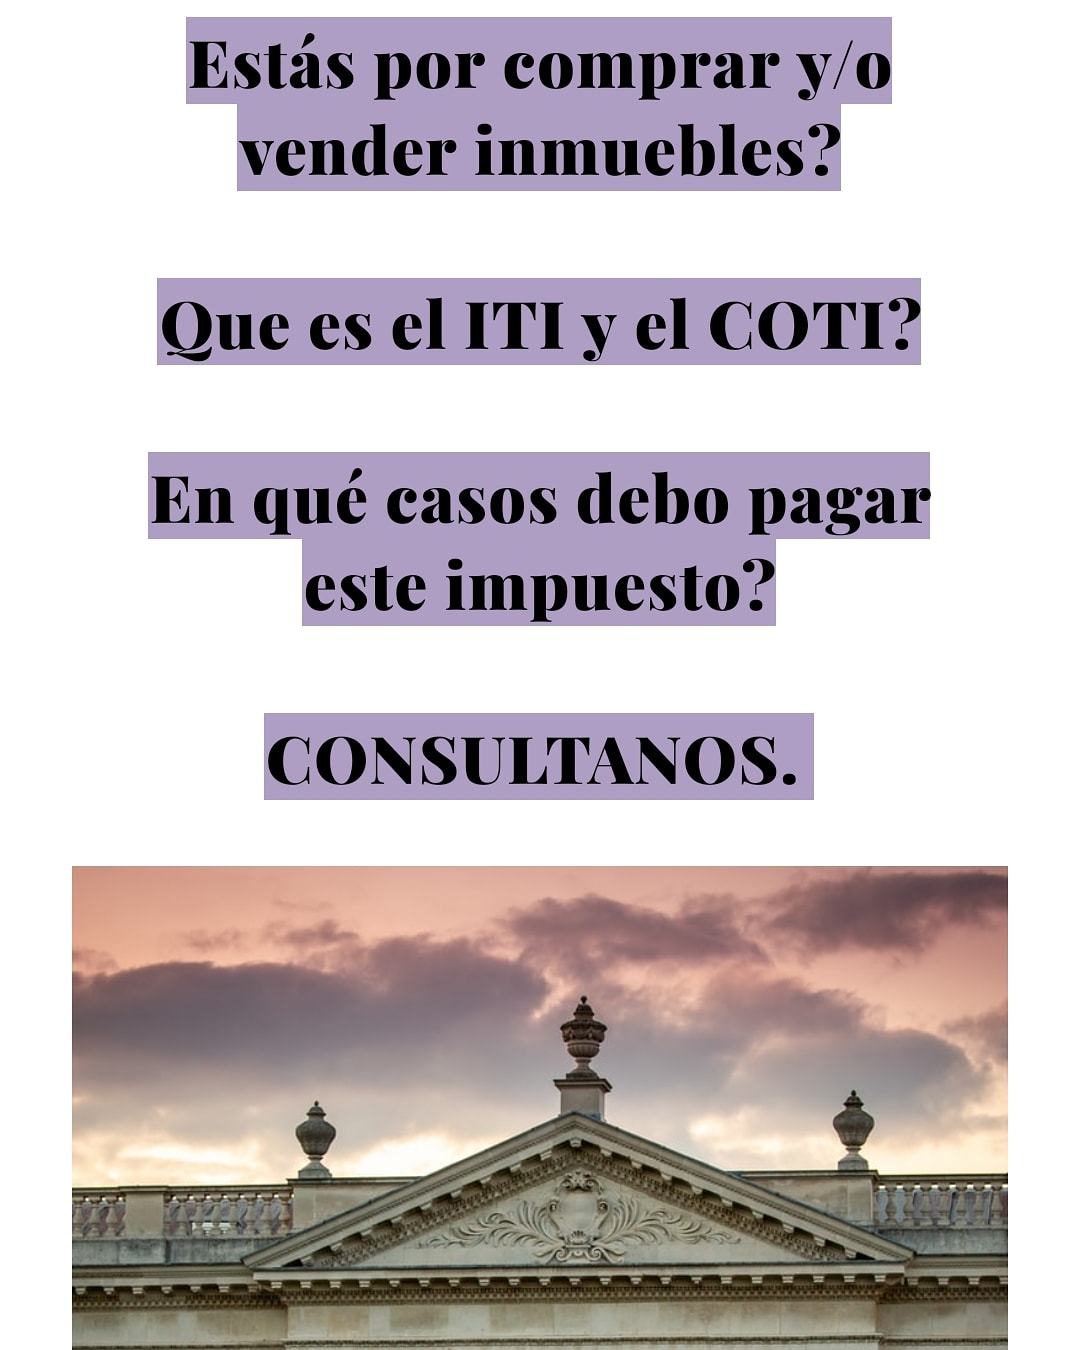 Estás por comprar y/o
vender inmuebles?
Que es el ITI y el COTI?
En qué casos debo pagar
este impuesto?
CONSULTANOS.